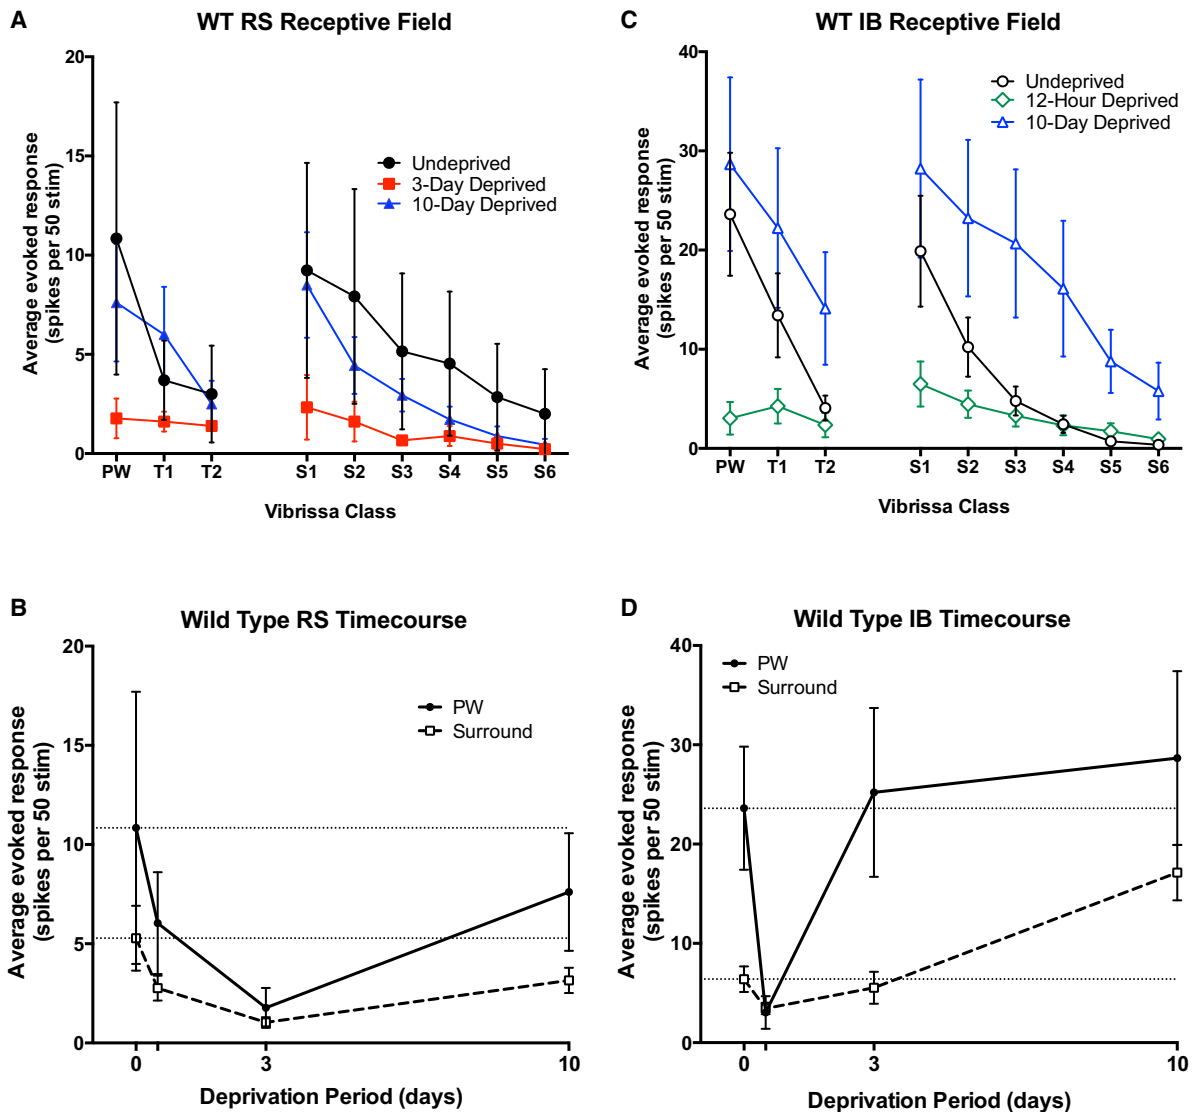 A
WT RS Receptive Field
20
15
10
5
0
Average evoked response
(spikes per 50 stim)
Undeprived
3-Day Deprived
10-Day Deprived
PW T1 T2 S1 S2 S3 S4 S5 S6
Vibrissa Class
C
WT IB Receptive Field
40
30
20
10
0
Average evoked response
(spikes per 50 stim)
Undeprived
12-Hour Deprived
10-Day Deprived
PW T1 T2 S1 S2 S3 S4 S5 S6
Vibrissa Class
B
Wild Type RS Timecourse
20
15
10
5
0
Average evoked response
(spikes per 50 stim)
PW
Surround
0 3 10
Deprivation Period (days)
D
Wild Type IB Timecourse
40
30
20
10
0
Average evoked response
(spikes per 50 stim)
PW
Surround
0 3 10
Deprivation Period (days)